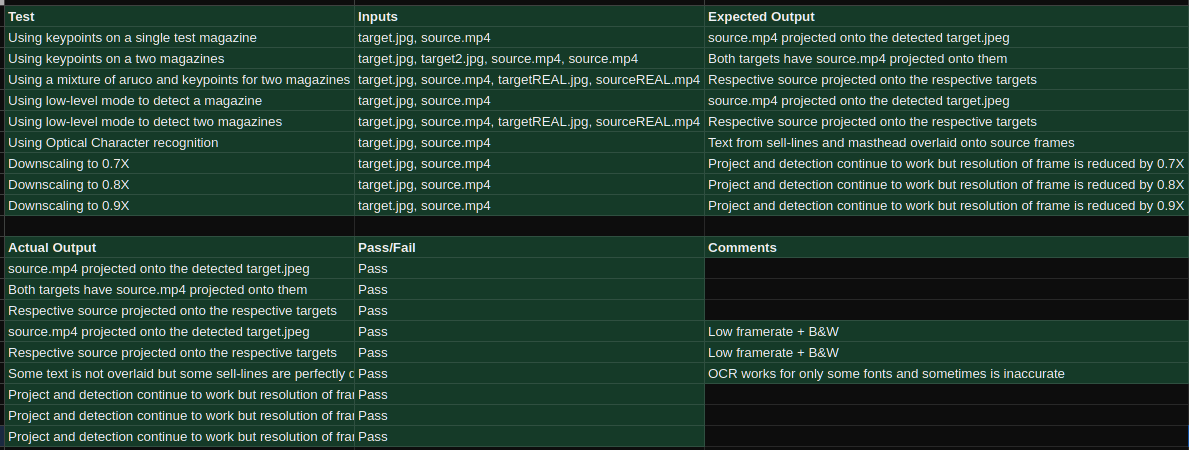 Test Inputs Expected Output
Using keypoints on a single test magazine target.jpg, source.mp4 source.mp4 projected onto the detected target.jpeg
Using keypoints on a two magazines target.jpg, target2.jpg, source.mp4, source.mp4 Both targets have source.mp4 projected onto them
Using a mixture of aruco and keypoints for two magazines target.jpg, source.mp4, targetREAL.jpg, sourceREAL.mp4 Respective source projected onto the respective targets
Using low-level mode to detect a magazine target.jpg, source.mp4 source.mp4 projected onto the detected target.jpeg
Using low-level mode to detect two magazines target.jpg, source.mp4, targetREAL.jpg, sourceREAL.mp4 Respective source projected onto the respective targets
Using Optical Character recognition target.jpg, source.mp4 Text from sell-lines and masthead overlaid onto source frames
Downscaling to 0.7X target.jpg, source.mp4 Project and detection continue to work but resolution of frame is reduced by 0.7X
Downscaling to 0.8X target.jpg, source.mp4 Project and detection continue to work but resolution of frame is reduced by 0.8X
Downscaling to 0.9X target.jpg, source.mp4 Project and detection continue to work but resolution of frame is reduced by 0.9X
Actual Output Pass/Fail Comments
source.mp4 projected onto the detected target.jpeg Pass
Both targets have source.mp4 projected onto them Pass
Respective source projected onto the respective targets Pass
source.mp4 projected onto the detected target.jpeg Pass Low framerate + B&W
Respective source projected onto the respective targets Pass Low framerate + B&W
Some text is not overlaid but some sell-lines are perfectly Pass OCR works for only some fonts and sometimes is inaccurate
Project and detection continue to work but resolution of Pass
Project and detection continue to work but resolution of Pass
Project and detection continue to work but resolution of Pass